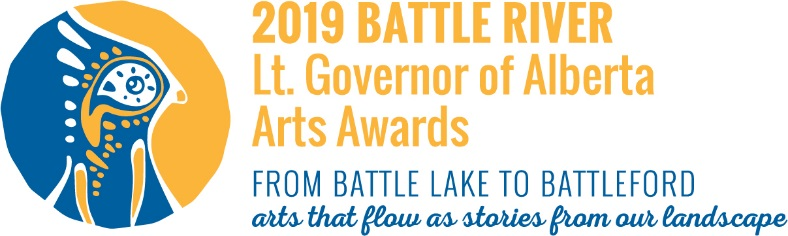 2019 BATTLE RIVER
Lt. Governor of Alberta
Arts Awards
FROM BATTLE LAKE TO BATTLEFORD
arts that flow as stories from our landscape